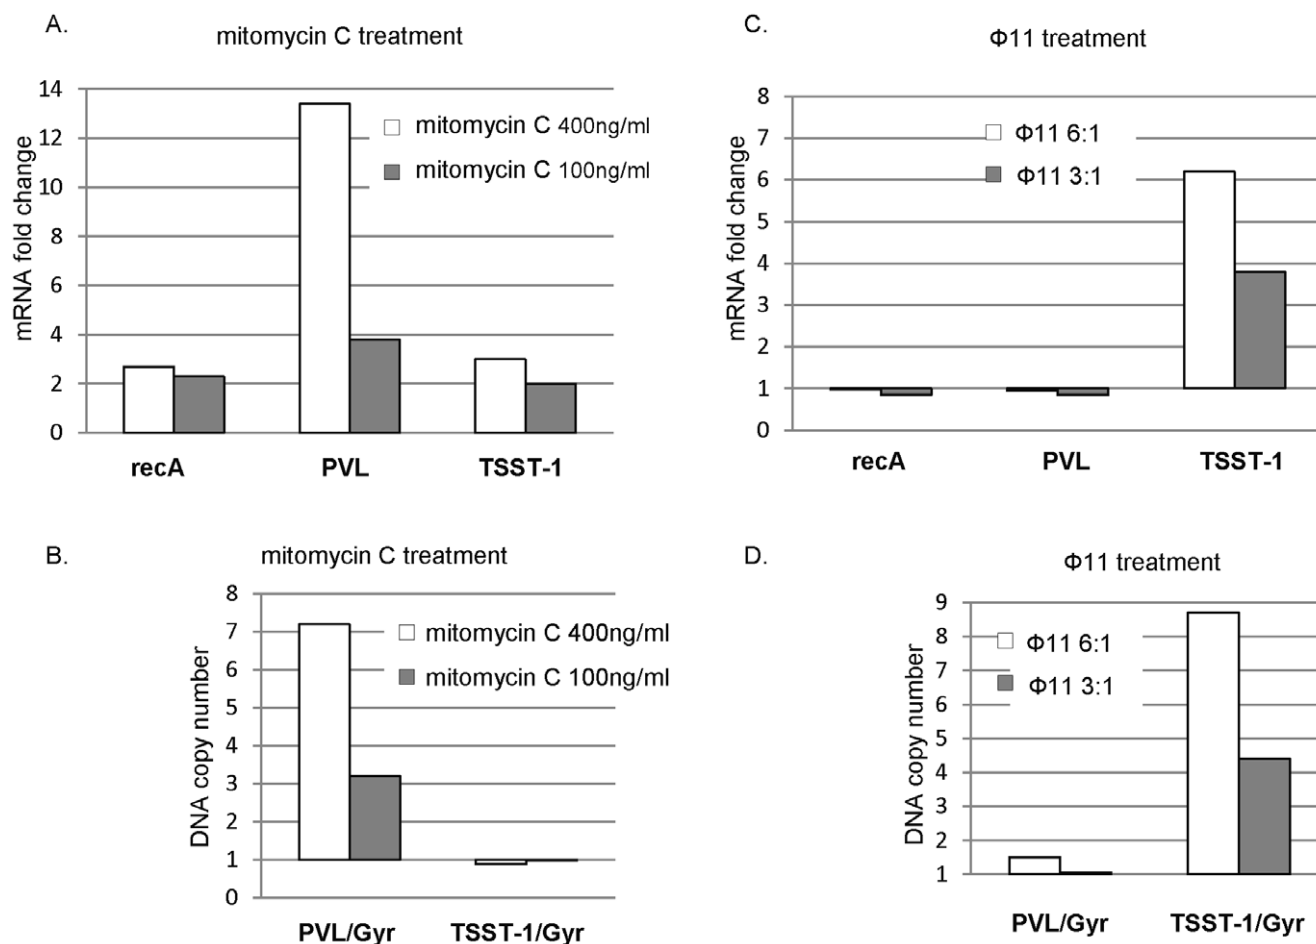 A.
mitomycin C treatment
14
12
10
8
6
4
2
0
mRNA fold change
mitomycin C 400ng/ml
mitomycin C 100ng/ml
recA PVL TSST-1
C.
Φ11 treatment
8
7
6
5
4
3
2
1
0
mRNA fold change
Φ11 6:1
Φ11 3:1
recA PVL TSST-1
B.
mitomycin C treatment
8
7
6
5
4
3
2
1
0
DNA copy number
mitomycin C 400ng/ml
mitomycin C 100ng/ml
PVL/Gyr TSST-1/Gyr
D.
Φ11 treatment
9
8
7
6
5
4
3
2
1
DNA copy number
Φ11 6:1
Φ11 3:1
PVL/Gyr TSST-1/Gyr